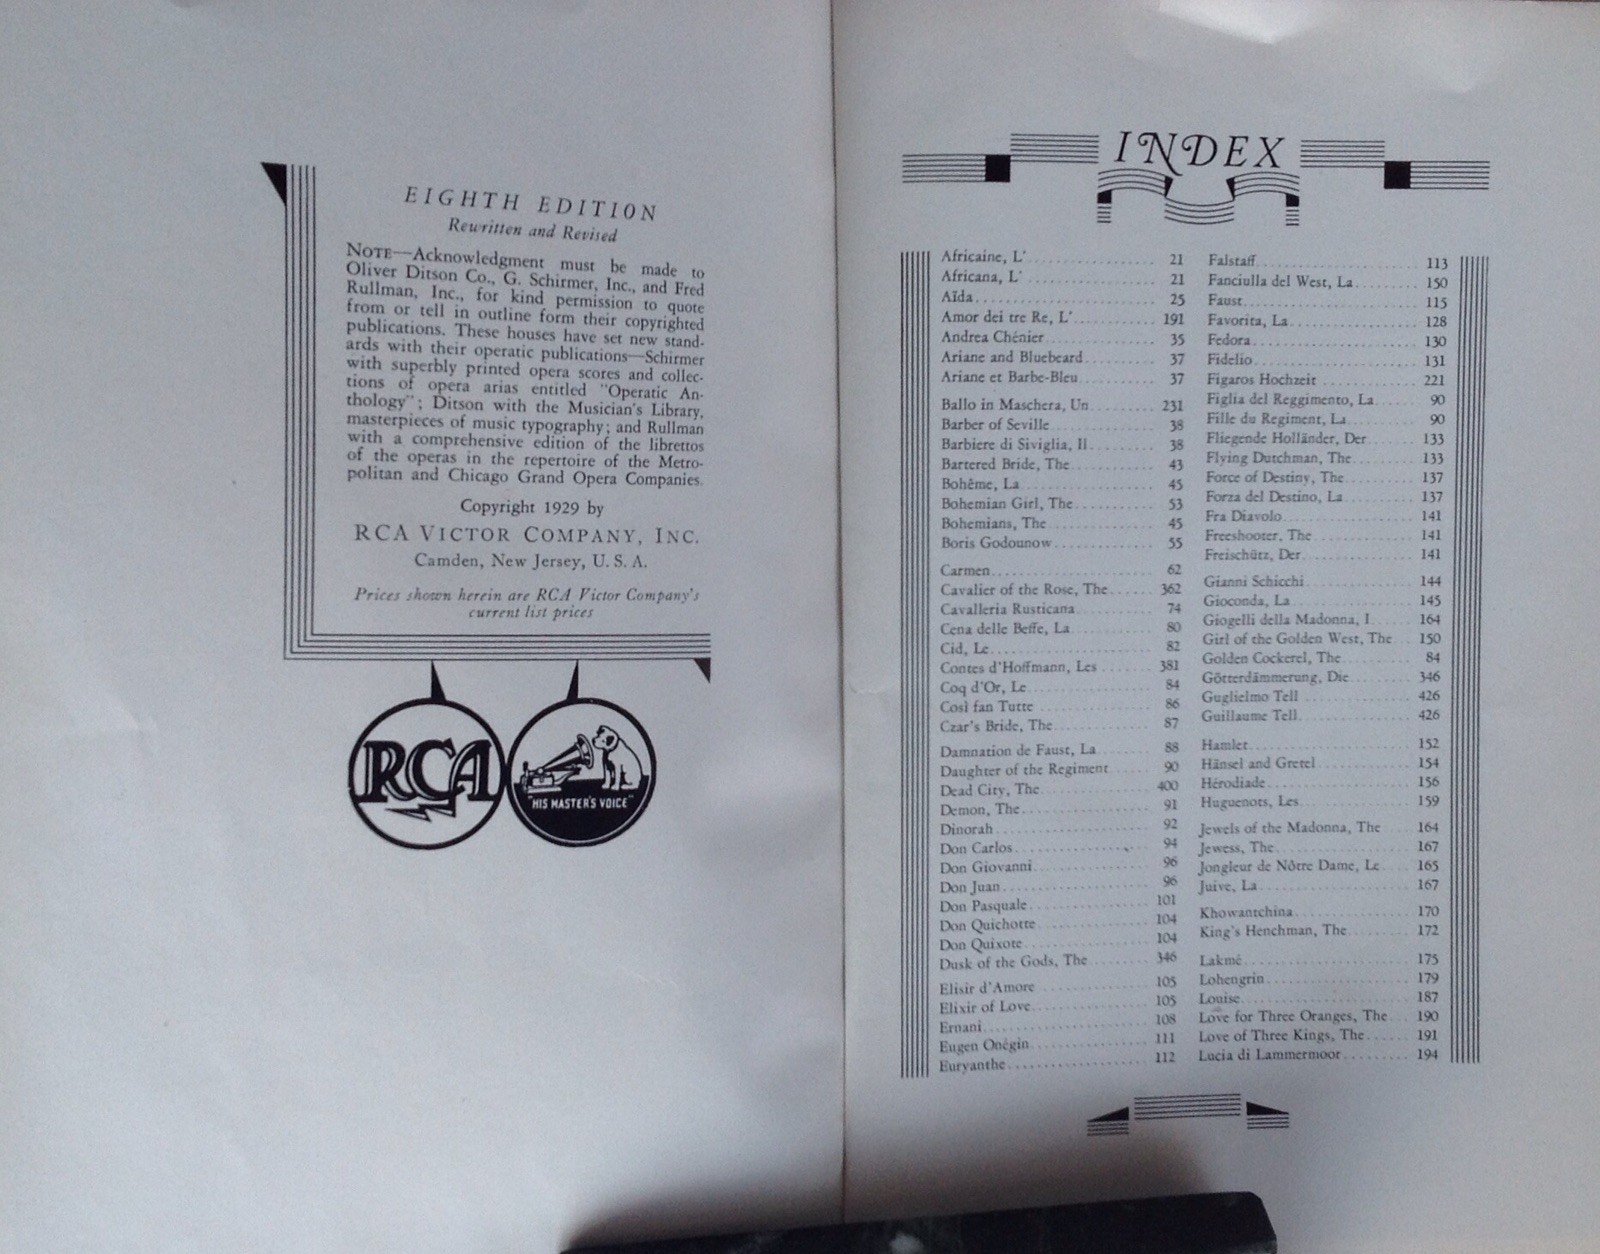 EIGHTH EDITION
Rewritten and Revised
NOTE—Acknowledgment must be made to
Oliver Ditson Co., G. Schirmer, Inc., and Fred
Rullman, Inc., for kind permission to quote
from or tell in outline form their copyrighted
publications. These houses have set new stand-
ards with their operatic publications—Schirmer
with superbly printed opera scores and collec-
tions of opera arias entitled "Operatic An-
thology"; Ditson with the Musician's Library,
masterpieces of music typography; and Rullman
with a comprehensive edition of the librettos
of the operas in the repertoire of the Metro-
politan and Chicago Grand Opera Companies.
Copyright 1929 by
RCA VICTOR COMPANY, INC.
Camden, New Jersey, U. S. A.
Prices shown herein are RCA Victor Company's
current list prices
RCA
"HIS MASTER'S VOICE"
INDEX
Africaine, L' 21
Africana, L' 21
Aïda 25
Amor dei tre Re, L' 191
Andrea Chénier 35
Ariane and Bluebeard 37
Ariane et Barbe-Bleu 37
Ballo in Maschera, Un 231
Barber of Seville 38
Barbiere di Siviglia, Il 38
Bartered Bride, The 43
Bohême, La 45
Bohemian Girl, The 53
Bohemians, The 45
Boris Godounow 55
Carmen 62
Cavalier of the Rose, The 362
Cavalleria Rusticana 74
Cena delle Beffe, La 80
Cid, Le 82
Contes d'Hoffmann, Les 381
Coq d'Or, Le 84
Così fan Tutte 86
Czar's Bride, The 87
Damnation de Faust, La 88
Daughter of the Regiment 90
Dead City, The 400
Demon, The 91
Dinorah 92
Don Carlos 94
Don Giovanni 96
Don Juan 96
Don Pasquale 101
Don Quichotte 104
Don Quixote 104
Dusk of the Gods, The 346
Elisir d'Amore 105
Elixir of Love 105
Ernani 108
Eugen Onégin 111
Euryanthe 112
Falstaff 113
Fanciulla del West, La 150
Faust 115
Favorita, La 128
Fedora 130
Fidelio 131
Figaros Hochzeit 221
Figlia del Reggimento, La 90
Fille du Regiment, La 90
Fliegende Holländer, Der 133
Flying Dutchman, The 133
Force of Destiny, The 137
Forza del Destino, La 137
Fra Diavolo 141
Freeshooter, The 141
Freischütz, Der 141
Gianni Schicchi 144
Gioconda, La 145
Giogelli della Madonna, I 164
Girl of the Golden West, The 150
Golden Cockerel, The 84
Götterdämmerung, Die 346
Guglielmo Tell 426
Guillaume Tell 426
Hamlet 152
Hänsel and Gretel 154
Hérodiade 156
Huguenots, Les 159
Jewels of the Madonna, The 164
Jewess, The 167
Jongleur de Nôtre Dame, Le 165
Juive, La 167
Khowantchina 170
King's Henchman, The 172
Lakmé 175
Lohengrin 179
Louise 187
Love for Three Oranges, The 190
Love of Three Kings, The 191
Lucia di Lammermoor 194